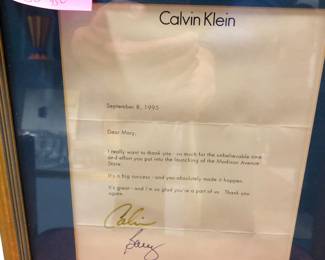 Calvin Klein
September 8, 1995
Dear Mary,
I really want to thank you - so much for the unbelievable time
and effort you put into the launching of the Madison Avenue
Store.
It's a big success - and you absolutely made it happen.
It's great - and I'm so glad you're a part of us. Thank you
again.
Calvin
Barry